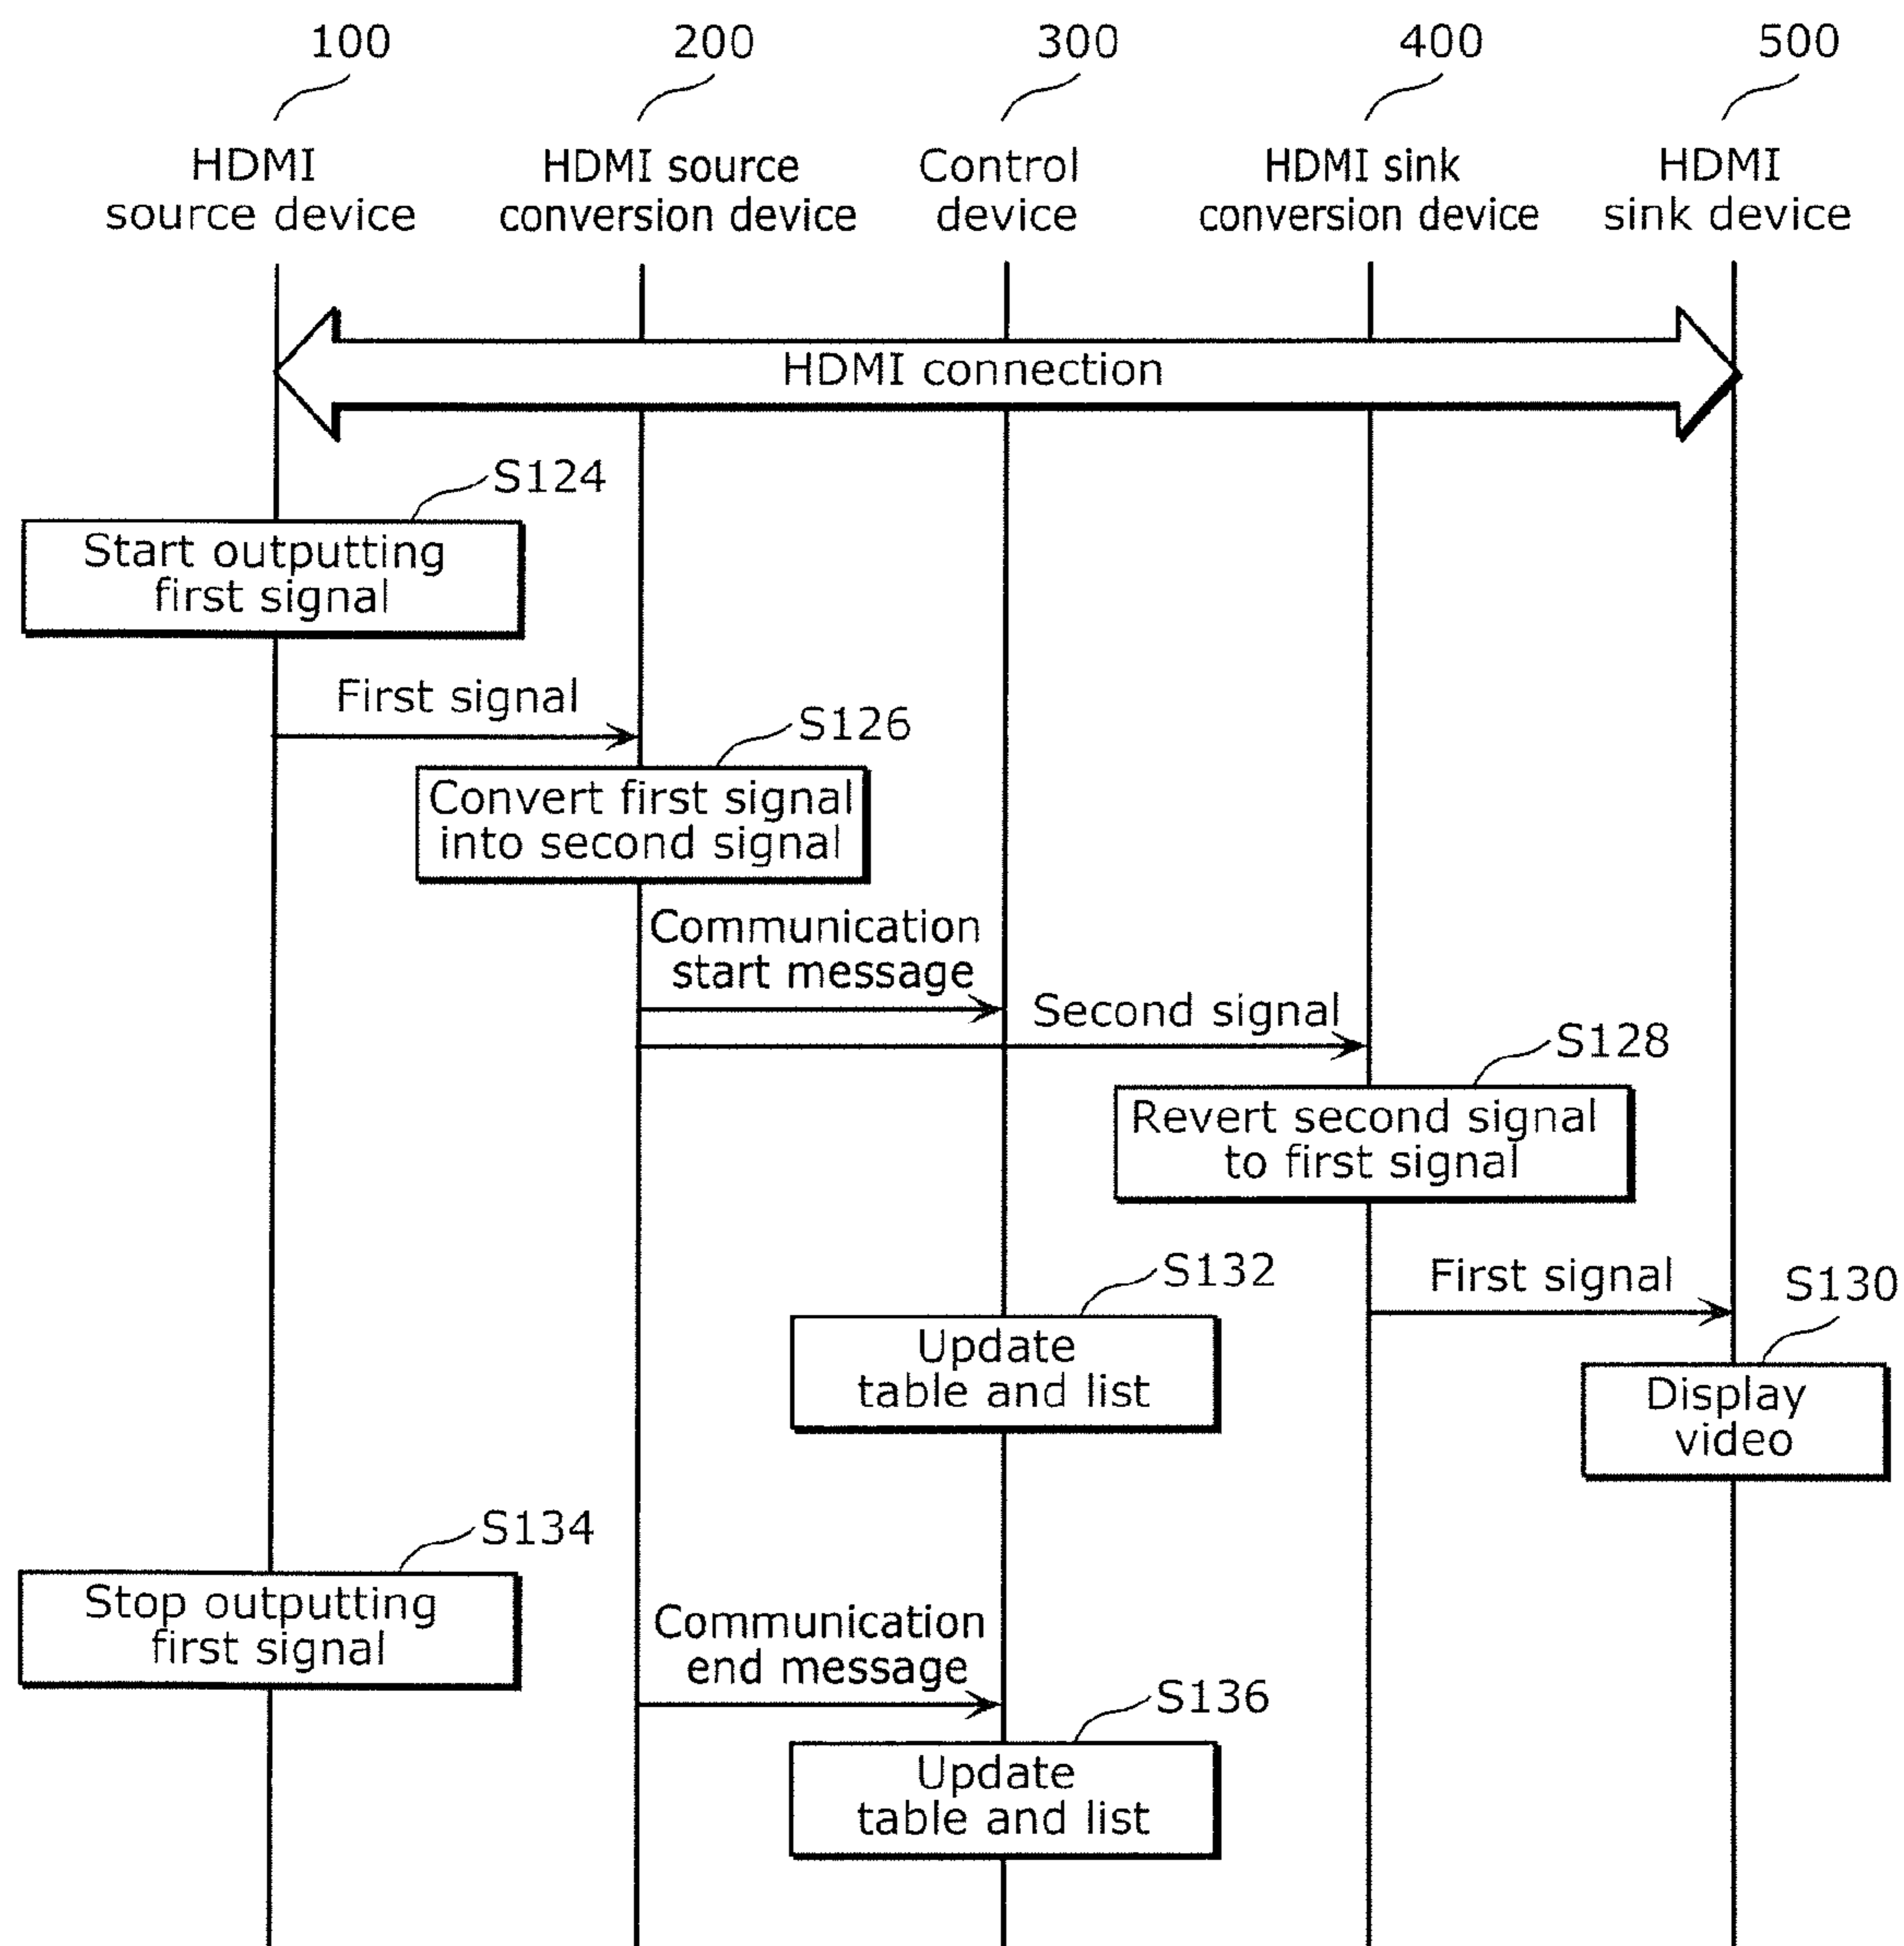 100
200
300
400
500
HDMI
source device
HDMI source
conversion device
Control
device
HDMI sink
conversion device
HDMI
sink device
HDMI connection
S124
Start outputting
first signal
First signal
S126
Convert first signal
into second signal
Communication
start message
Second signal
S128
Revert second signal
to first signal
S132
First signal
S130
Update
table and list
Display
video
S134
Stop outputting
first signal
Communication
end message
S136
Update
table and list